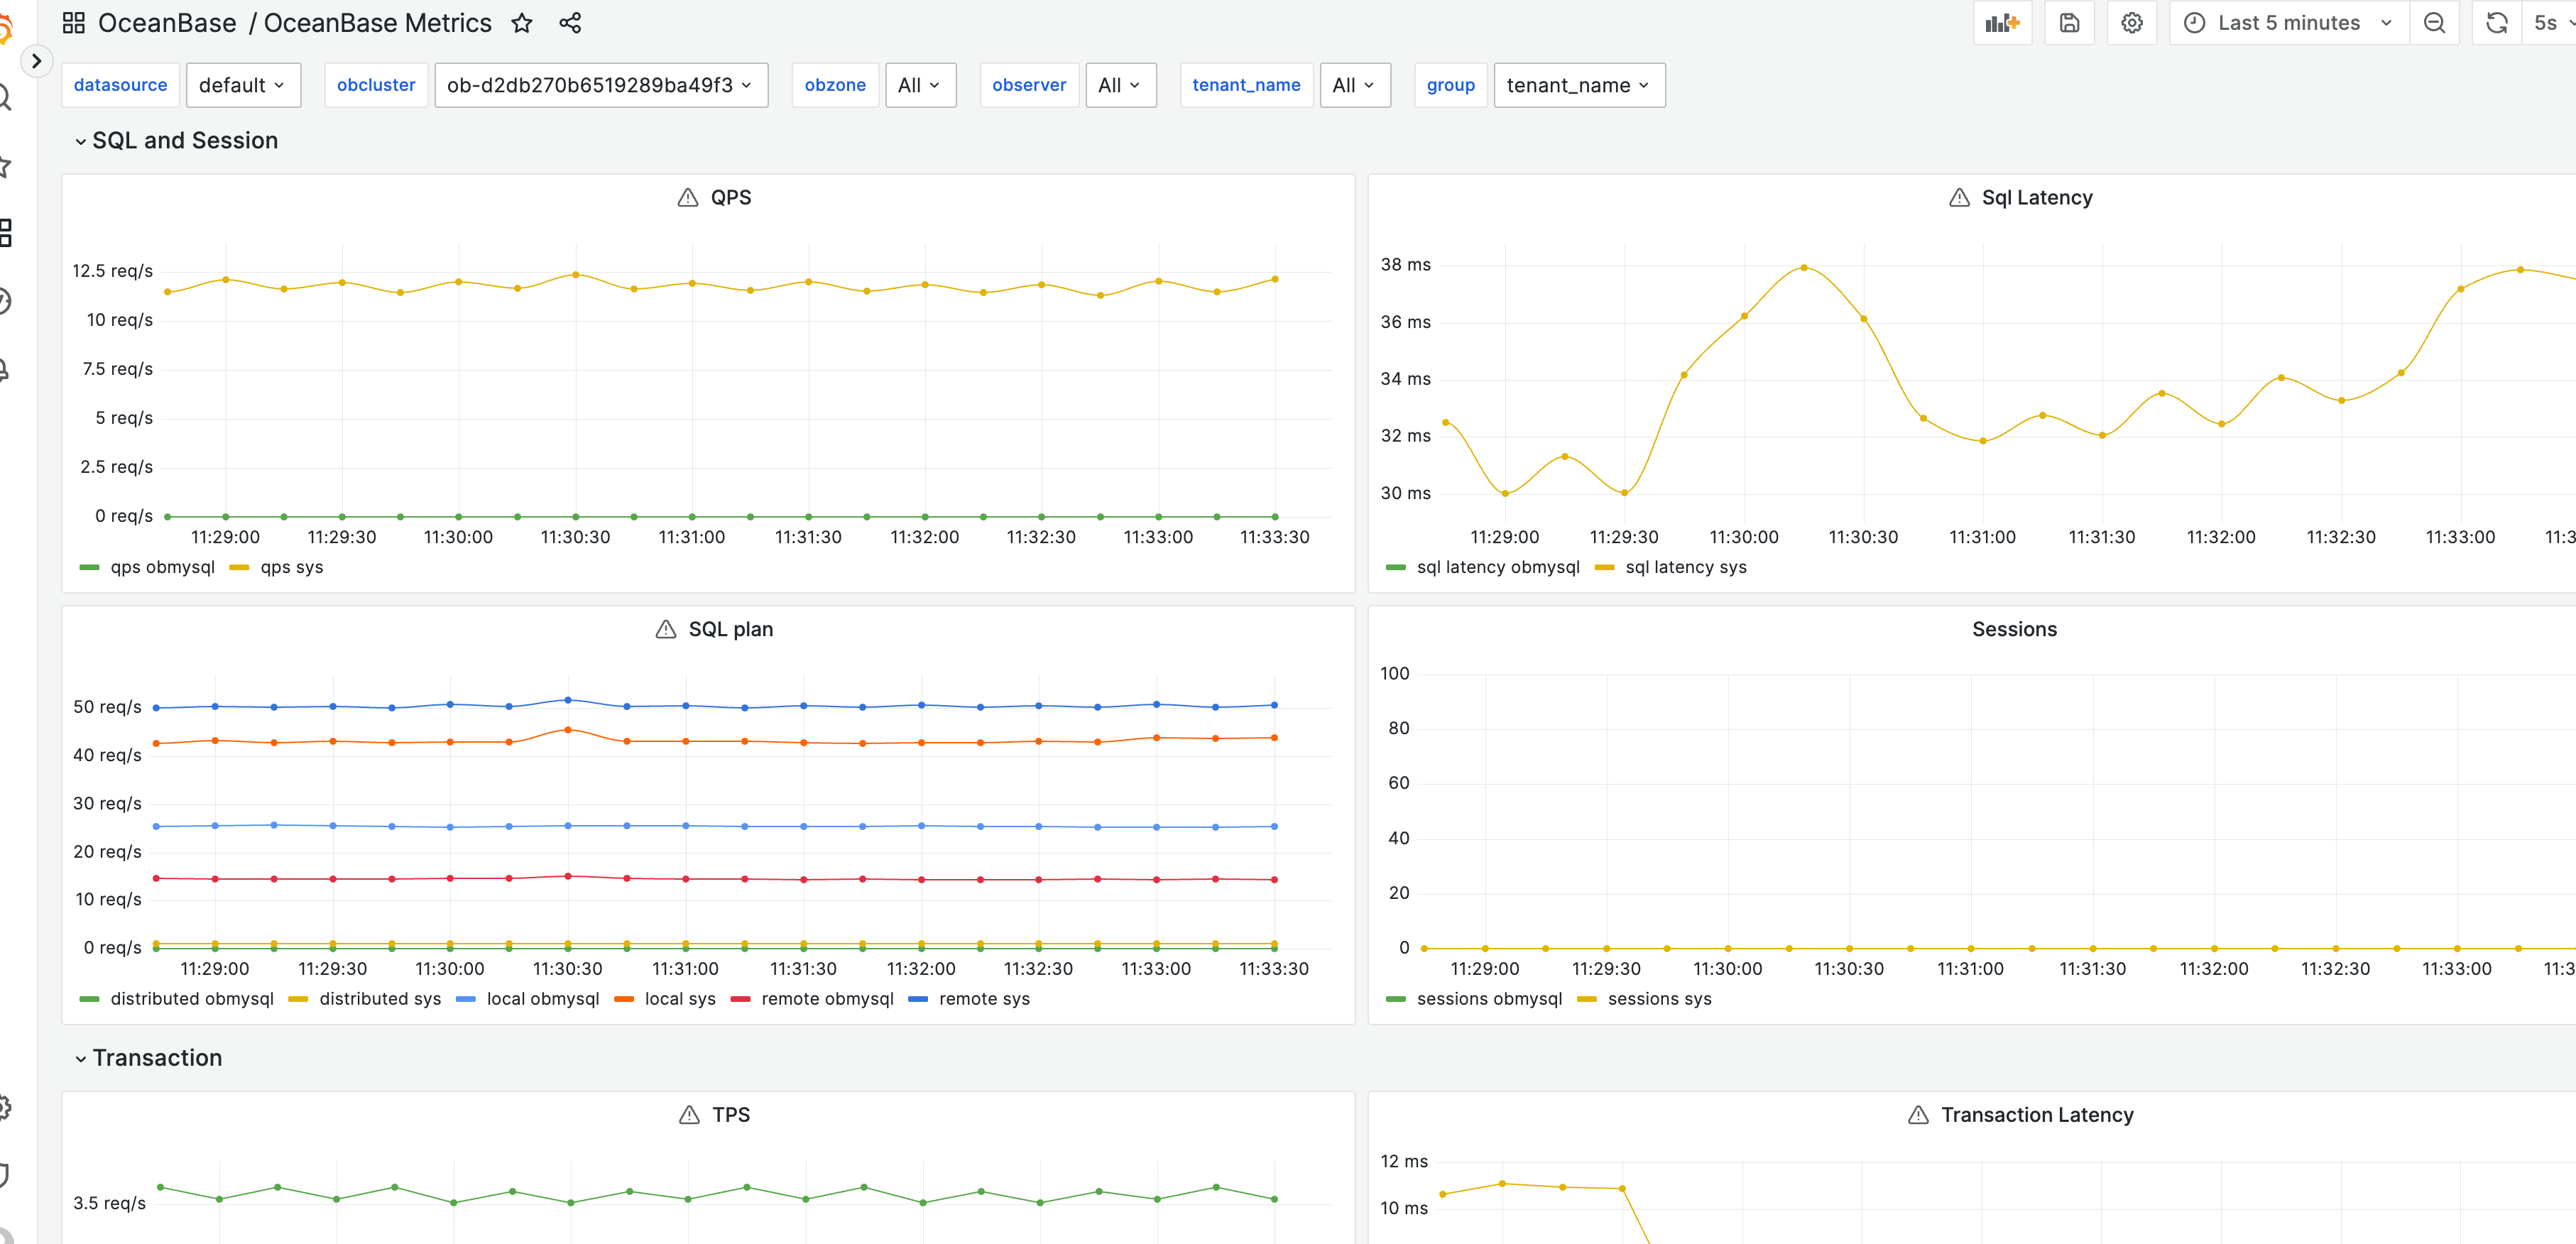 OceanBase / OceanBase Metrics
Last 5 minutes
5s
datasource default obcluster ob-d2db270b6519289ba49f3 obzone All observer All tenant_name All group tenant_name
SQL and Session
QPS
12.5 req/s
10 req/s
7.5 req/s
5 req/s
2.5 req/s
0 req/s
11:29:00 11:29:30 11:30:00 11:30:30 11:31:00 11:31:30 11:32:00 11:32:30 11:33:00 11:33:30
qps obmysql qps sys
Sql Latency
38 ms
36 ms
34 ms
32 ms
30 ms
11:29:00 11:29:30 11:30:00 11:30:30 11:31:00 11:31:30 11:32:00 11:32:30 11:33:00 11:3
sql latency obmysql sql latency sys
SQL plan
50 req/s
40 req/s
30 req/s
20 req/s
10 req/s
0 req/s
11:29:00 11:29:30 11:30:00 11:30:30 11:31:00 11:31:30 11:32:00 11:32:30 11:33:00 11:33:30
distributed obmysql distributed sys local obmysql local sys remote obmysql remote sys
Sessions
100
80
60
40
20
0
11:29:00 11:29:30 11:30:00 11:30:30 11:31:00 11:31:30 11:32:00 11:32:30 11:33:00 11:3
sessions obmysql sessions sys
Transaction
TPS
3.5 req/s
Transaction Latency
12 ms
10 ms